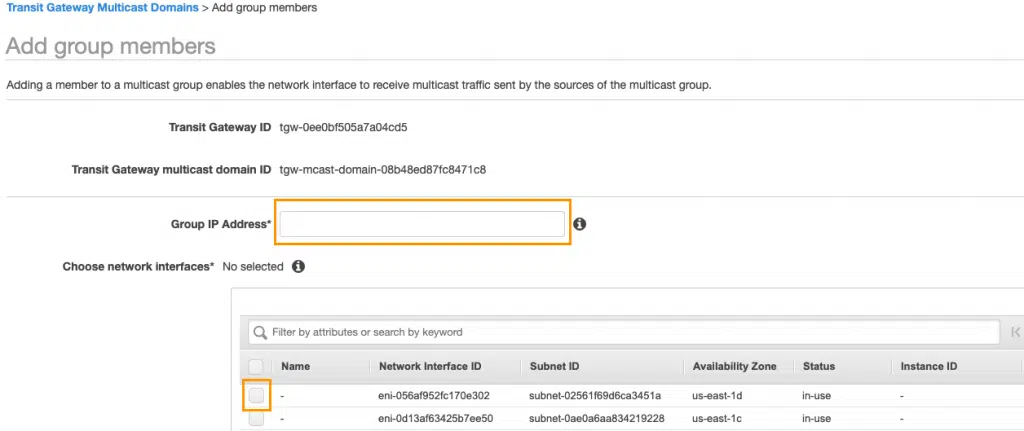 Transit Gateway Multicast Domains > Add group members
Add group members
Adding a member to a multicast group enables the network interface to receive multicast traffic sent by the sources of the multicast group.
Transit Gateway ID tgw-0ee0bf505a7a04cd5
Transit Gateway multicast domain ID tgw-mcast-domain-08b48ed87fc8471c8
Group IP Address*
Choose network interfaces* No selected
Filter by attributes or search by keyword
Name Network Interface ID Subnet ID Availability Zone Status Instance ID
- eni-056af952fc170e302 subnet-02561f69d6ca3451a us-east-1d in-use -
- eni-0d13af63425b7ee50 subnet-0ae0a6aa834219228 us-east-1c in-use -